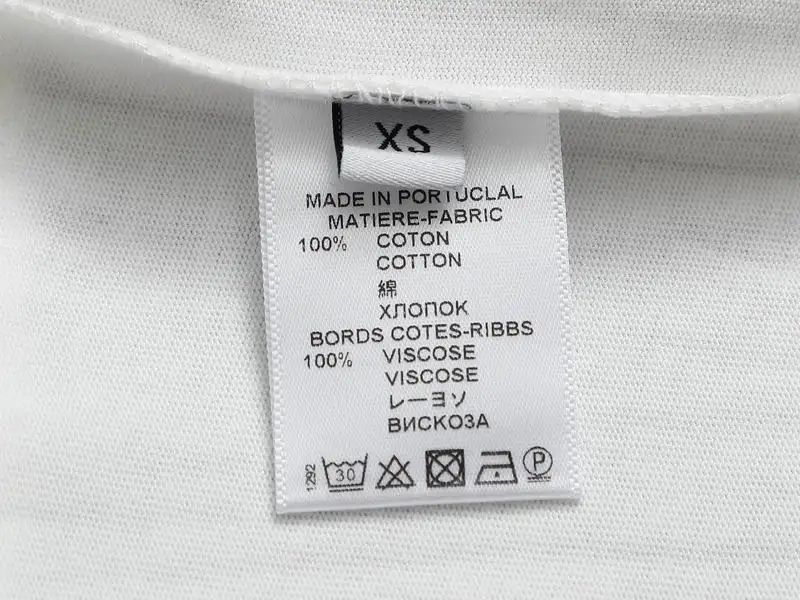 XS
MADE IN PORTUCLAL
MATIERE-FABRIC
100% COTON
COTTON
綿
ХЛОПОК
BORDS COTES-RIBBS
100% VISCOSE
VISCOSE
レーヨソ
ВИСКОЗА
1292
30
P